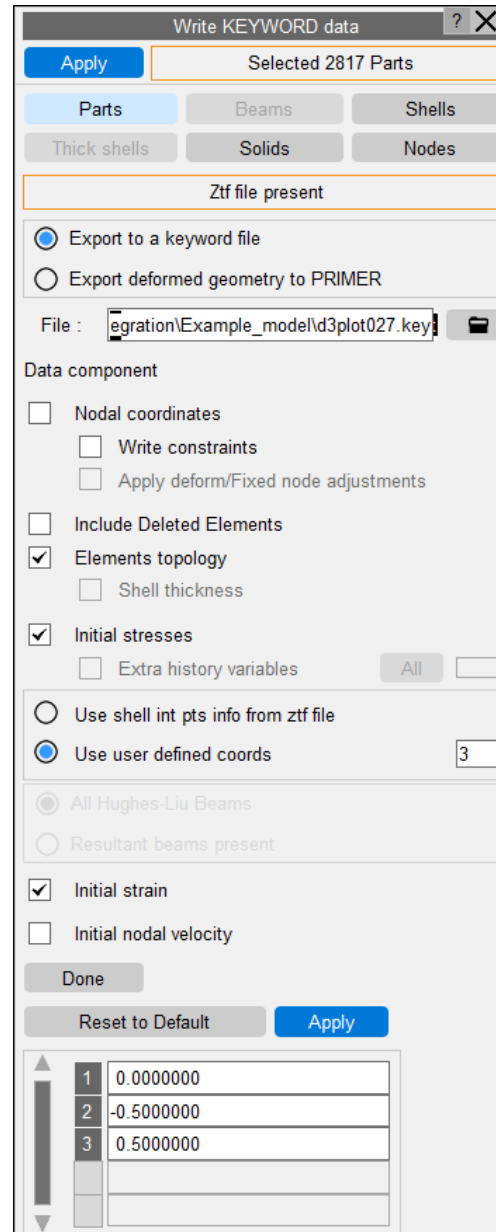 Write KEYWORD data ?
Apply Selected 2817 Parts
Parts Beams Shells
Thick shells Solids Nodes
Ztf file present
Export to a keyword file
Export deformed geometry to PRIMER
File : egration\Example_model\d3plot027.key
Data component
Nodal coordinates
Write constraints
Apply deform/Fixed node adjustments
Include Deleted Elements
Elements topology
Shell thickness
Initial stresses
Extra history variables All
Use shell int pts info from ztf file
Use user defined coords 3
All Hughes-Liu Beams
Resultant beams present
Initial strain
Initial nodal velocity
Done
Reset to Default Apply
1 0.0000000
2 -0.5000000
3 0.5000000